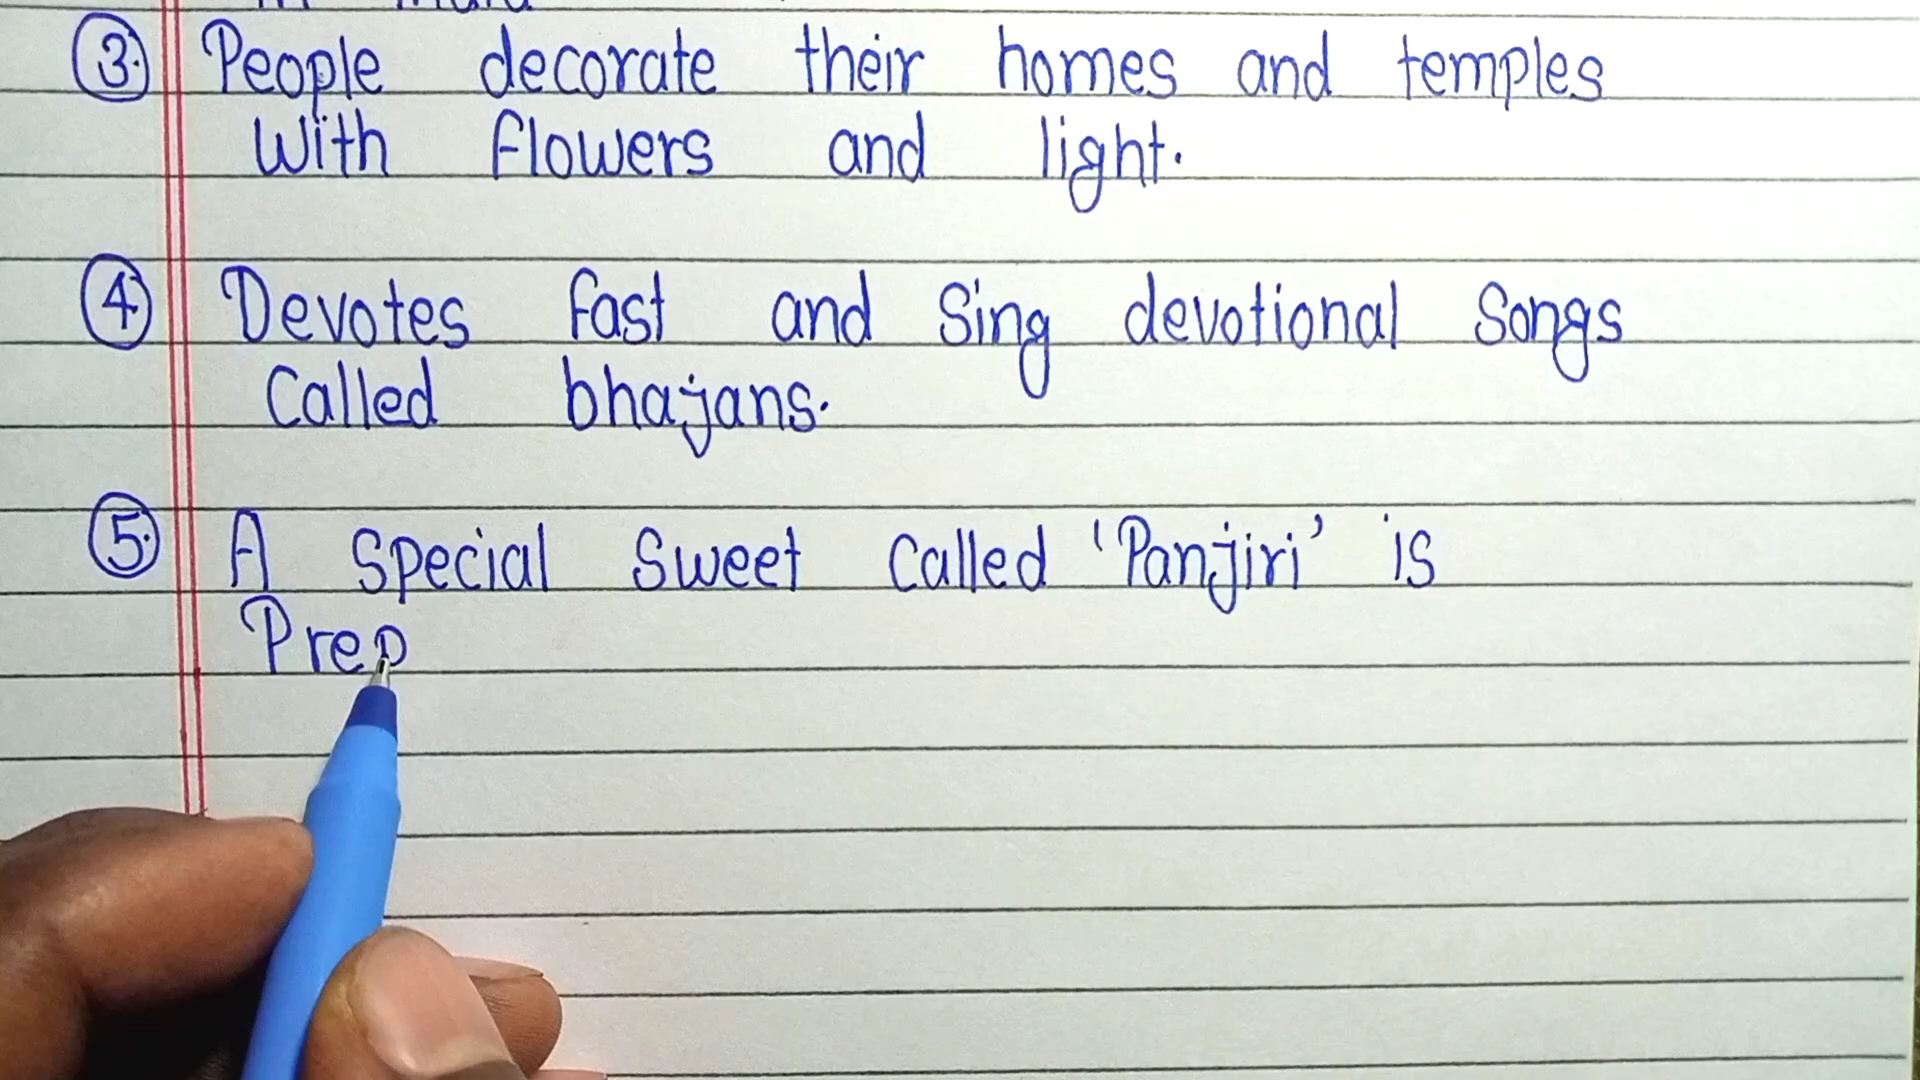 ③ People decorate their homes and temples
With flowers and light.
④ Devotes fast and Sing devotional Songs
Called bhajans.
⑤ A special Sweet Called 'Panjiri' is
Prep